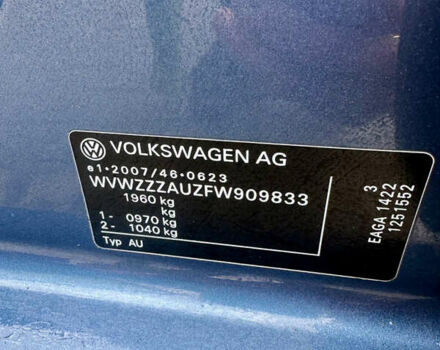 VOLKSWAGEN AG
e1*2007/46*0623
WVWZZZAUZFW909833
1960 kg
kg
1- 0970 kg
2- 1040 kg
Typ AU
3
EAGA 1422
1251552